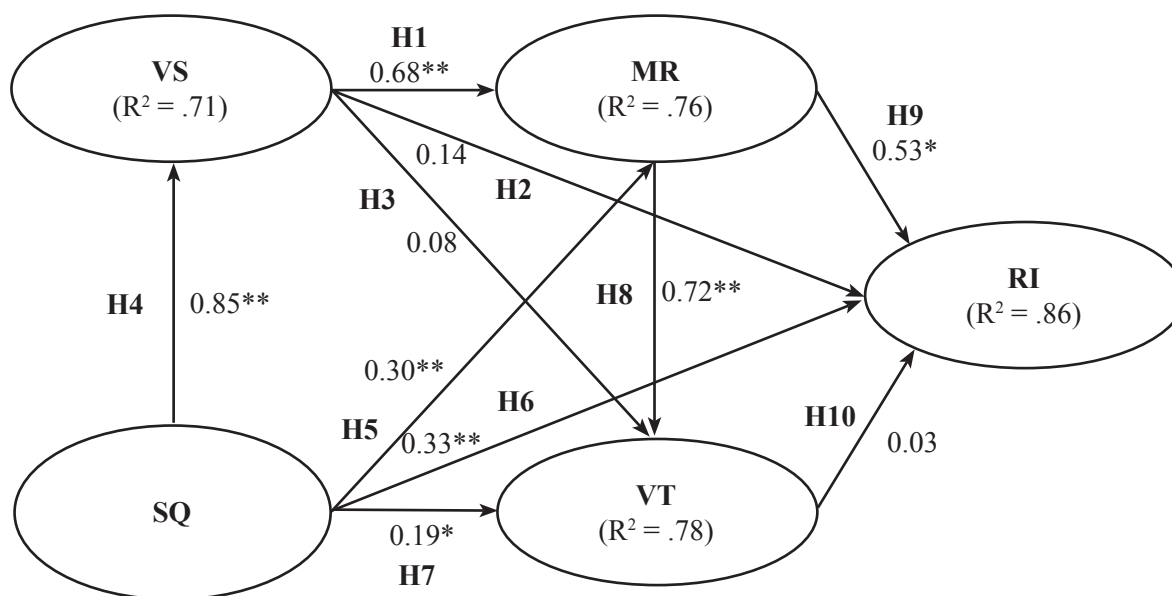 VS
(R² = .71)
H1
0.68**
MR
(R² = .76)
H9
0.53*
0.14
H2
H3
0.08
H4
0.85**
H8
0.72**
RI
(R² = .86)
0.30**
H5
0.33**
H6
H10
0.03
SQ
0.19*
H7
VT
(R² = .78)